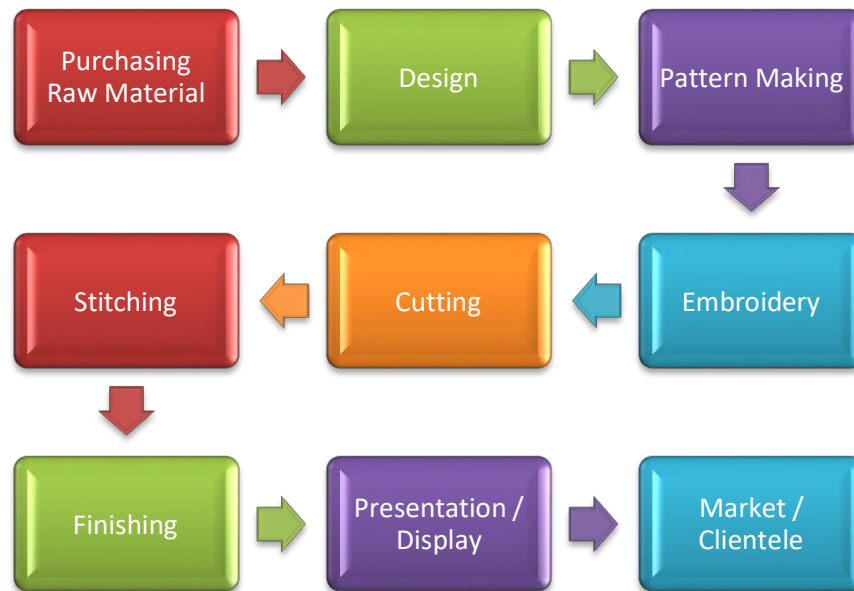 Purchasing
Raw Material
Design
Pattern Making
Embroidery
Cutting
Stitching
Finishing
Presentation /
Display
Market /
Clientele